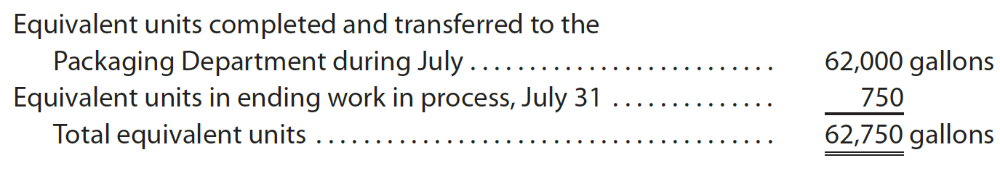 Equivalent units completed and transferred to the
Packaging Department during July . . . . . . . . . . . . . . . . . . . . . . . . . . 62,000 gallons
Equivalent units in ending work in process, July 31 . . . . . . . . . . . . . . 750
Total equivalent units . . . . . . . . . . . . . . . . . . . . . . . . . . . . . . . . . . . . . . . 62,750 gallons